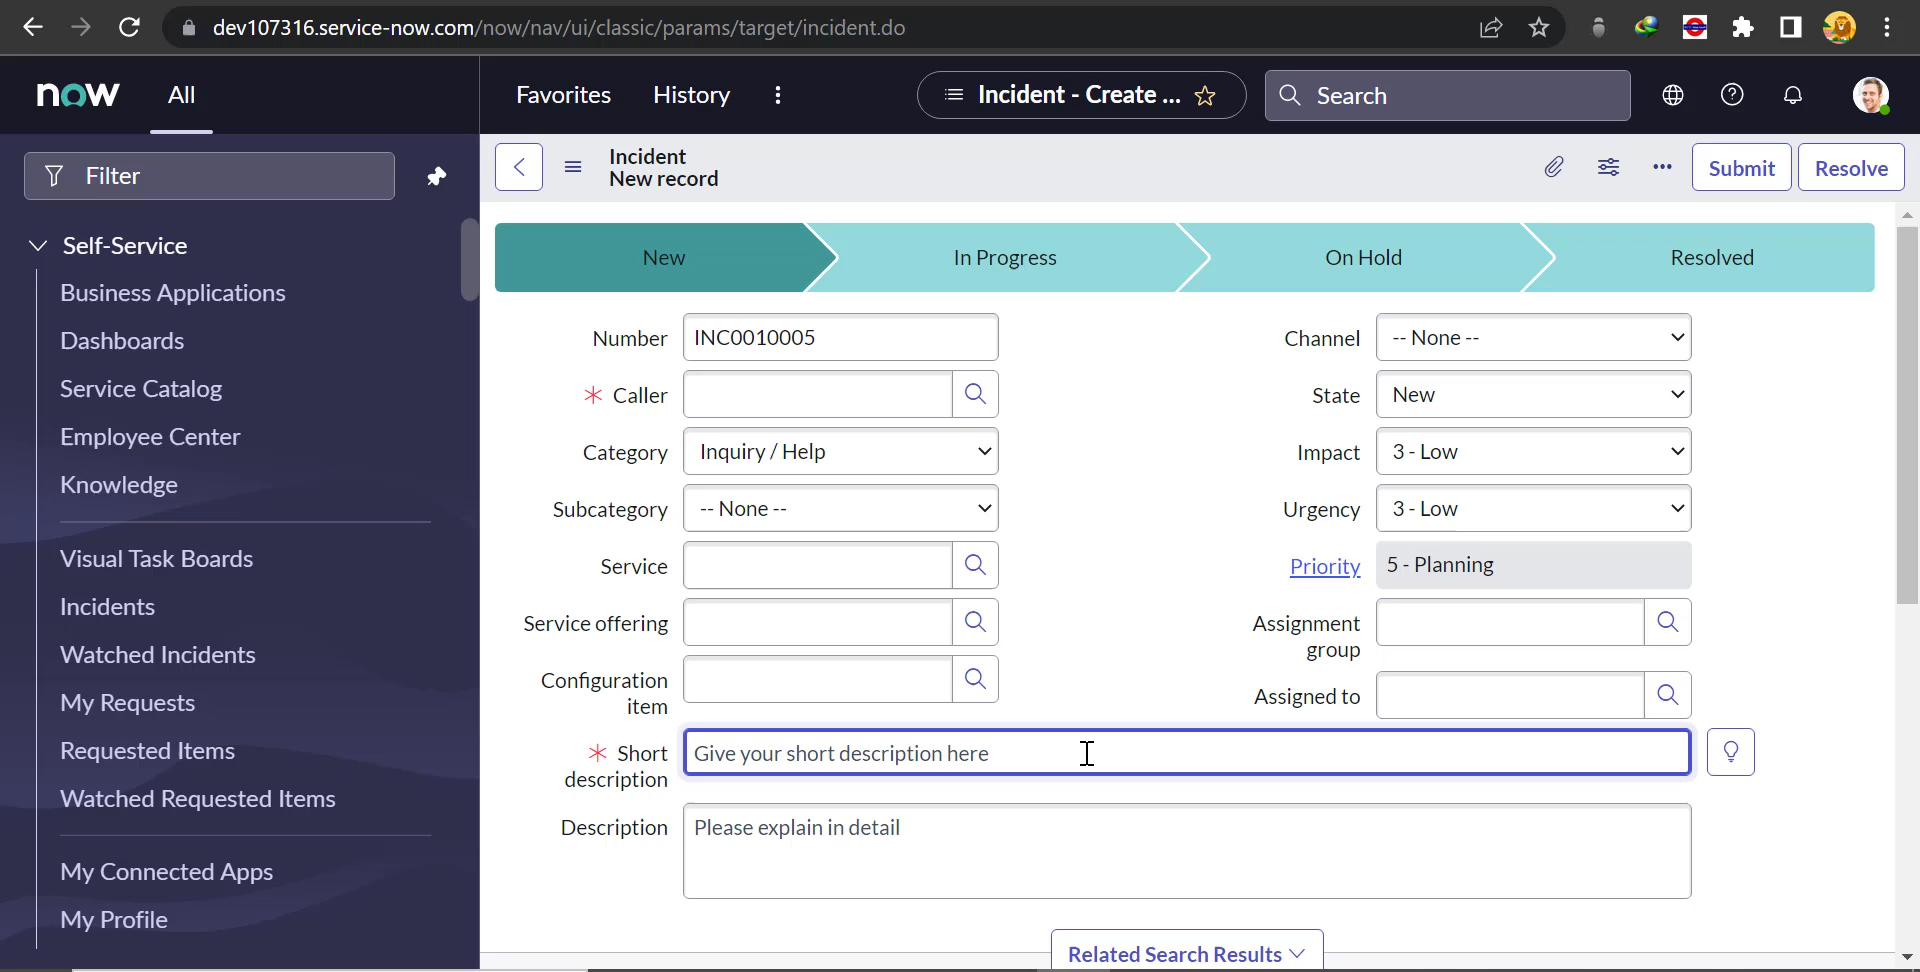 dev107316.service-now.com/now/nav/ui/classic/params/target/incident.do
now
All
Favorites
History
Incident - Create ...
Search
Filter
Incident
New record
Submit
Resolve
Self-Service
Business Applications
Dashboards
Service Catalog
Employee Center
Knowledge
Visual Task Boards
Incidents
Watched Incidents
My Requests
Requested Items
Watched Requested Items
My Connected Apps
My Profile
New
In Progress
On Hold
Resolved
Number INC0010005
* Caller
Category Inquiry / Help
Subcategory -- None --
Service
Service offering
Configuration
item
Channel -- None --
State New
Impact 3 - Low
Urgency 3 - Low
Priority 5 - Planning
Assignment
group
Assigned to
* Short
description
Give your short description here
Description Please explain in detail
Related Search Results